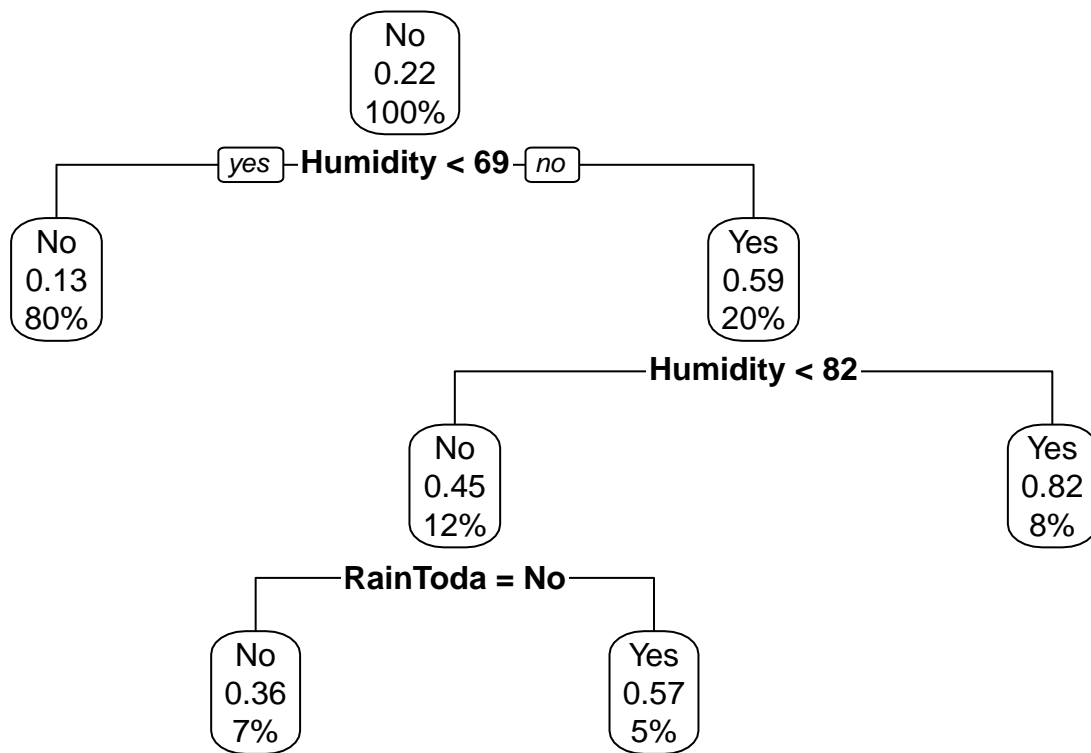 No
0.22
100%
yes Humidity < 69 no
No
0.13
80%
Yes
0.59
20%
Humidity < 82
No
0.45
12%
Yes
0.82
8%
RainToda = No
No
0.36
7%
Yes
0.57
5%